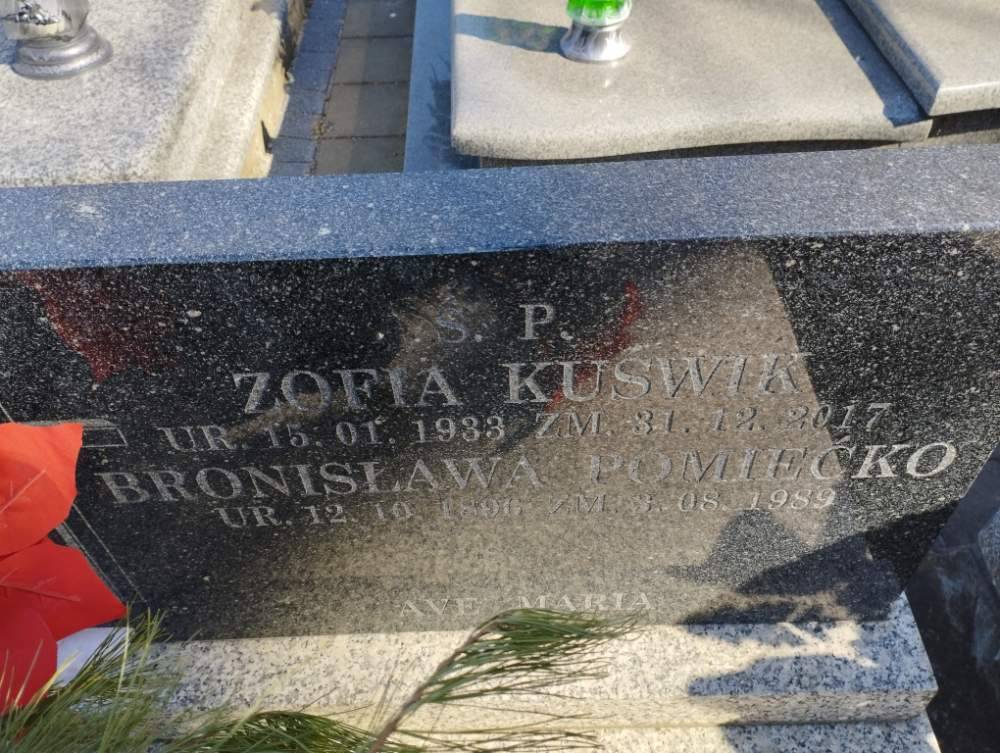 Ś. P.
ZOFIA KUŚWIK
UR. 15. 01. 1933 ZM. 31. 12. 2017
BRONISŁAWA POMIEĆKO
UR. 12. 10. 1896 ZM. 3. 08. 1989
AVE MARIA